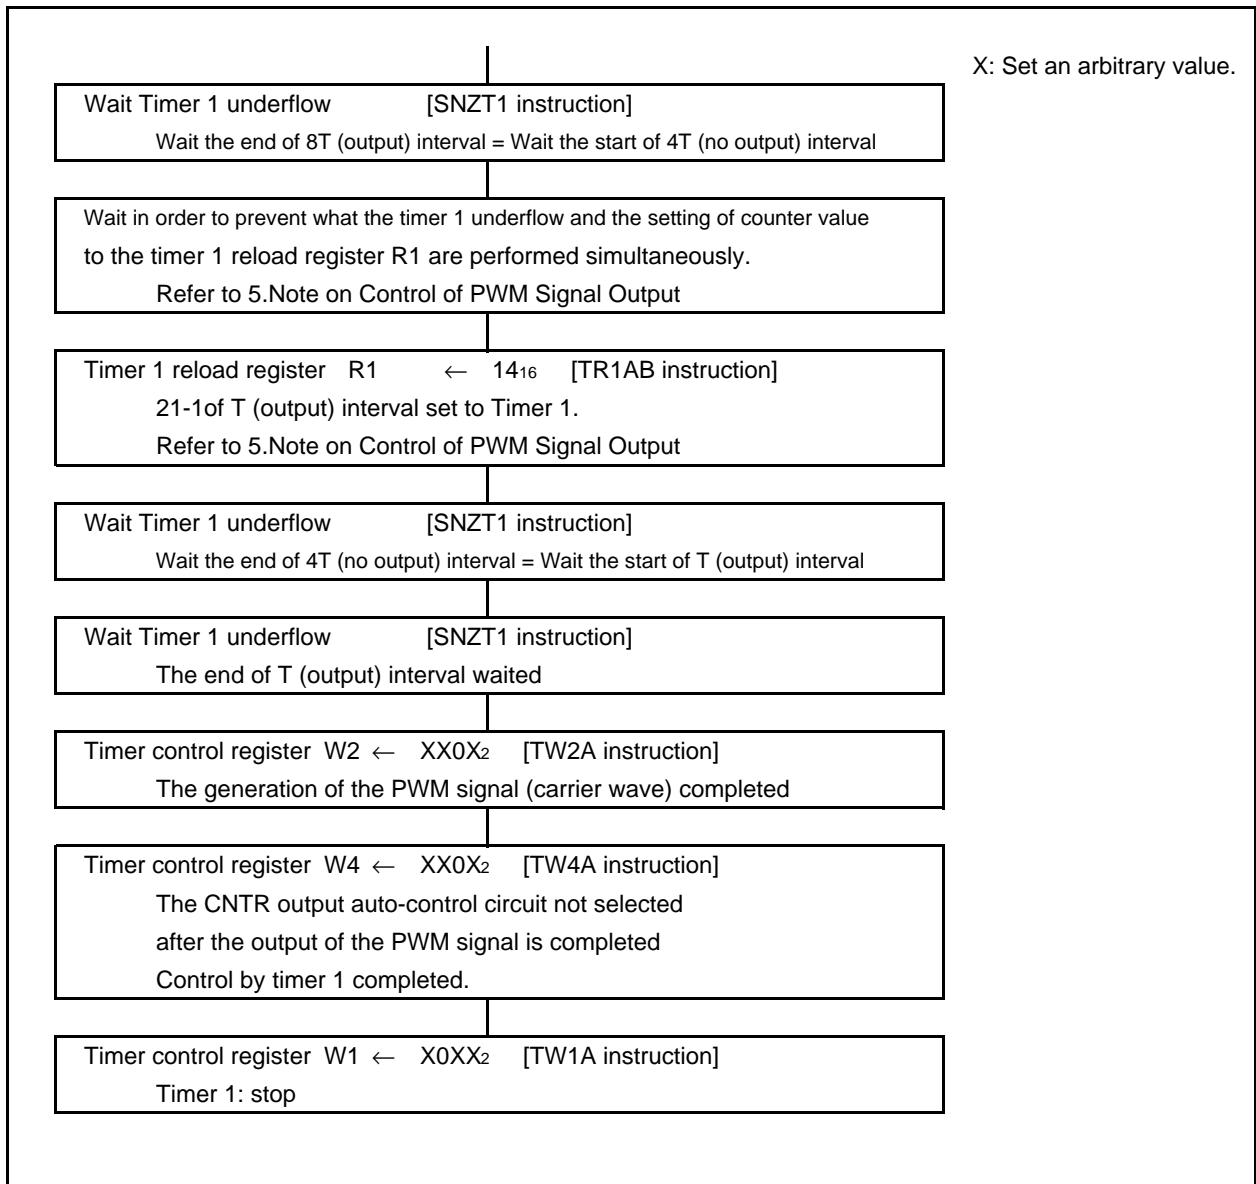 X: Set an arbitrary value.
Wait Timer 1 underflow [SNZT1 instruction]
Wait the end of 8T (output) interval = Wait the start of 4T (no output) interval
Wait in order to prevent what the timer 1 underflow and the setting of counter value
to the timer 1 reload register R1 are performed simultaneously.
Refer to 5.Note on Control of PWM Signal Output
Timer 1 reload register R1 ← 14₁₆ [TR1AB instruction]
21-1of T (output) interval set to Timer 1.
Refer to 5.Note on Control of PWM Signal Output
Wait Timer 1 underflow [SNZT1 instruction]
Wait the end of 4T (no output) interval = Wait the start of T (output) interval
Wait Timer 1 underflow [SNZT1 instruction]
The end of T (output) interval waited
Timer control register W2 ← XX0X₂ [TW2A instruction]
The generation of the PWM signal (carrier wave) completed
Timer control register W4 ← XX0X₂ [TW4A instruction]
The CNTR output auto-control circuit not selected
after the output of the PWM signal is completed
Control by timer 1 completed.
Timer control register W1 ← X0XX₂ [TW1A instruction]
Timer 1: stop